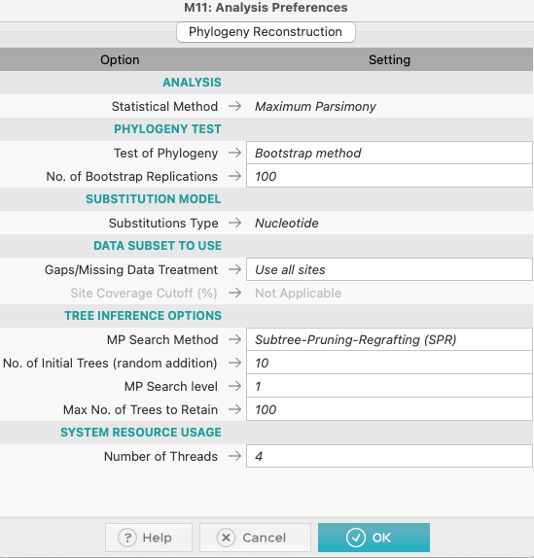 M11: Analysis Preferences
Phylogeny Reconstruction
Option Setting
ANALYSIS
Statistical Method → Maximum Parsimony
PHYLOGENY TEST
Test of Phylogeny → Bootstrap method
No. of Bootstrap Replications → 100
SUBSTITUTION MODEL
Substitutions Type → Nucleotide
DATA SUBSET TO USE
Gaps/Missing Data Treatment → Use all sites
Site Coverage Cutoff (%) → Not Applicable
TREE INFERENCE OPTIONS
MP Search Method → Subtree-Pruning-Regrafting (SPR)
No. of Initial Trees (random addition) → 10
MP Search level → 1
Max No. of Trees to Retain → 100
SYSTEM RESOURCE USAGE
Number of Threads → 4
? Help X Cancel ✓ OK